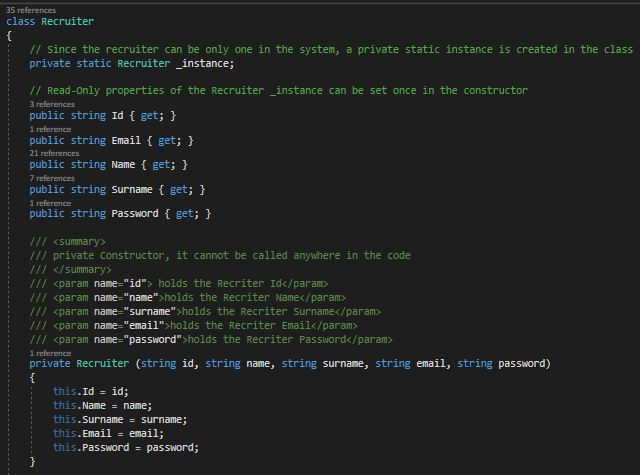 35 references
class Recruiter
{
// Since the recruiter can be only one in the system, a private static instance is created in the class
private static Recruiter _instance;
// Read-Only properties of the Recruiter _instance can be set once in the constructor
3 references
public string Id { get; }
1 reference
public string Email { get; }
21 references
public string Name { get; }
7 references
public string Surname { get; }
1 reference
public string Password { get; }
/// <summary>
/// private Constructor, it cannot be called anywhere in the code
/// </summary>
/// <param name="id"> holds the Recriter Id</param>
/// <param name="name">holds the Recriter Name</param>
/// <param name="surname">holds the Recriter Surname</param>
/// <param name="email">holds the Recriter Email</param>
/// <param name="password">holds the Recriter Password</param>
1 reference
private Recruiter (string id, string name, string surname, string email, string password)
{
this.Id = id;
this.Name = name;
this.Surname = surname;
this.Email = email;
this.Password = password;
}